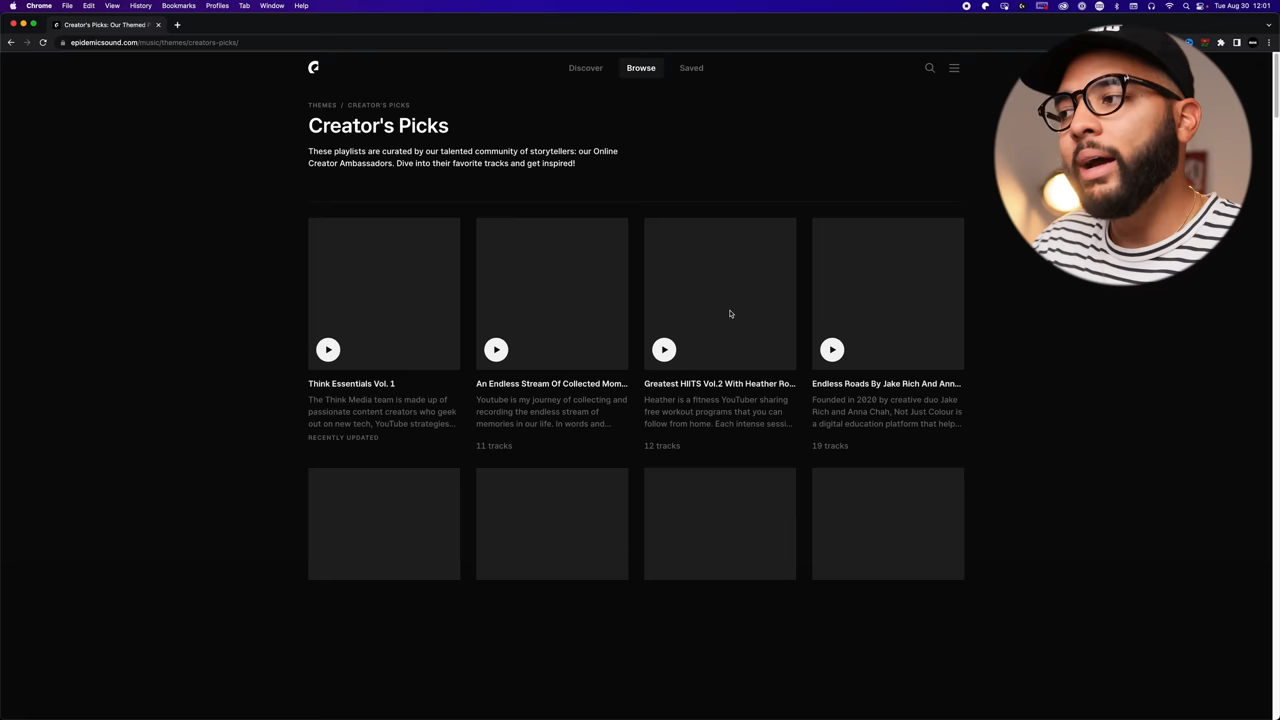 Chrome File Edit View History Bookmarks Profiles Tab Window Help
Tue Aug 30 12:01
Creator's Picks: Our Themed P
epidemicsound.com/music/themes/creators-picks/
Discover Browse Saved
THEMES / CREATOR'S PICKS
Creator's Picks
These playlists are curated by our talented community of storytellers: our Online
Creator Ambassadors. Dive into their favorite tracks and get inspired!
Think Essentials Vol. 1
The Think Media team is made up of
passionate content creators who geek
out on new tech, YouTube strategies...
RECENTLY UPDATED
An Endless Stream Of Collected Mom...
Youtube is my journey of collecting and
recording the endless stream of
memories in our life. In words and...
11 tracks
Greatest HIITS Vol.2 With Heather Ro...
Heather is a fitness YouTuber sharing
free workout programs that you can
follow from home. Each intense sessi...
12 tracks
Endless Roads By Jake Rich And Ann...
Founded in 2020 by creative duo Jake
Rich and Anna Chah, Not Just Colour is
a digital education platform that help...
19 tracks